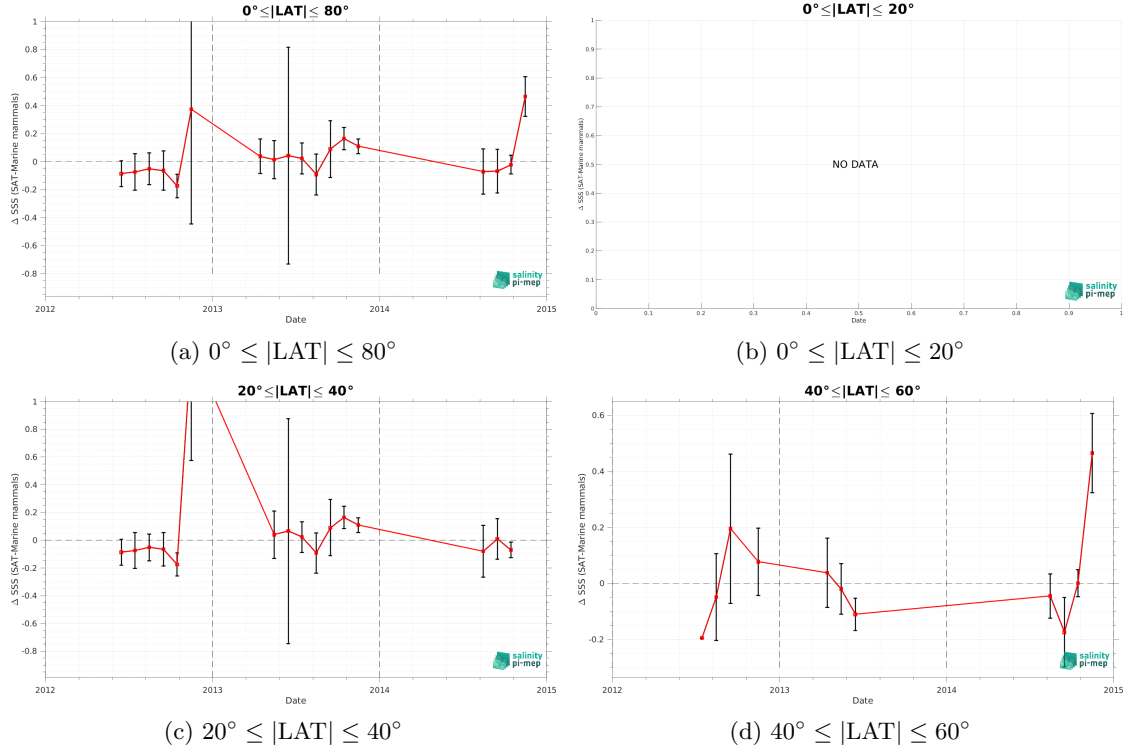 0°≤|LAT|≤ 80°
1
0.8
0.6
0.4
0.2
0
-0.2
-0.4
-0.6
-0.8
Δ SSS (SAT-Marine mammals)
2012
2013
2014
2015
Date
salinity
pi-mep
(a) 0° ≤ |LAT| ≤ 80°
0°≤|LAT|≤ 20°
1
0.9
0.8
0.7
0.6
0.5
0.4
0.3
0.2
0.1
0
Δ SSS (SAT-Marine mammals)
NO DATA
0
0.1
0.2
0.3
0.4
0.5
0.6
0.7
0.8
0.9
1
Date
salinity
pi-mep
(b) 0° ≤ |LAT| ≤ 20°
20°≤|LAT|≤ 40°
1
0.8
0.6
0.4
0.2
0
-0.2
-0.4
-0.6
-0.8
Δ SSS (SAT-Marine mammals)
2012
2013
2014
2015
Date
salinity
pi-mep
(c) 20° ≤ |LAT| ≤ 40°
40°≤|LAT|≤ 60°
0.6
0.4
0.2
0
-0.2
Δ SSS (SAT-Marine mammals)
2012
2013
2014
2015
Date
salinity
pi-mep
(d) 40° ≤ |LAT| ≤ 60°